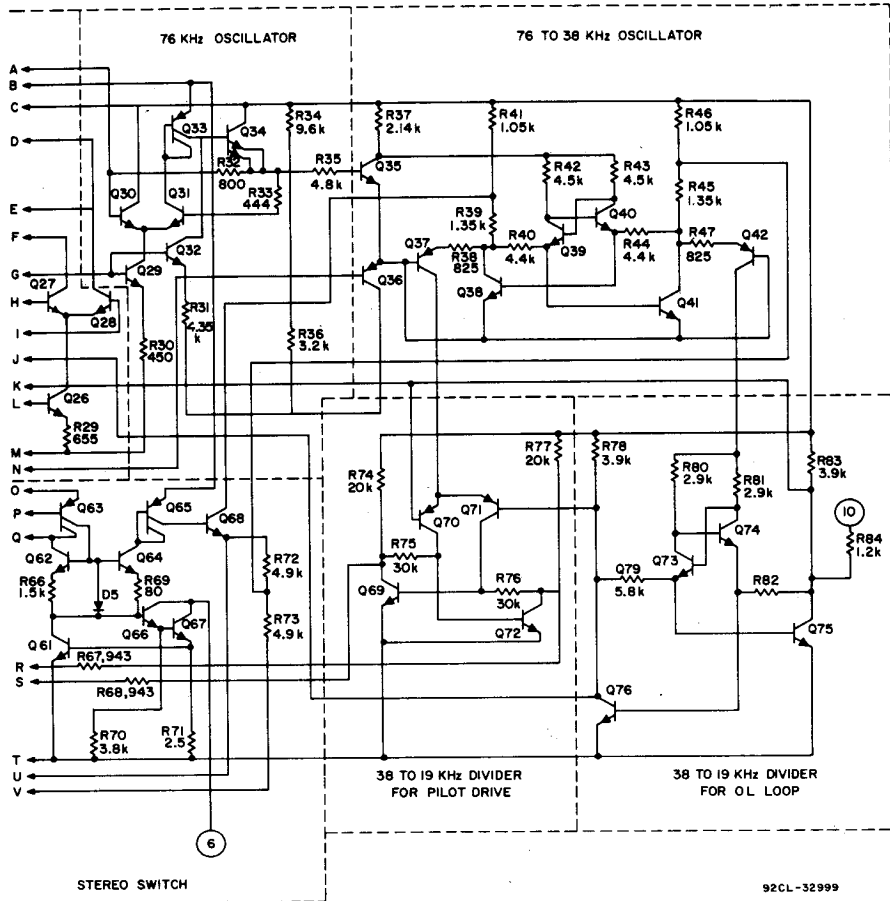 76 KHz OSCILLATOR
76 TO 38 KHz OSCILLATOR
A
B
C
D
E
F
G
H
I
J
K
L
M
N
O
P
Q
R
S
T
U
V
Q33
Q34
R34
9.6k
R37
2.14k
R41
1.05k
R46
1.05k
R32
800
R35
4.8k
Q35
R42
4.5k
R43
4.5k
R45
1.35k
Q30
Q31
R33
444
R39
1.35k
Q40
Q42
Q32
Q37
R38
825
R40
4.4k
Q39
R44
4.4k
R47
825
Q27
Q29
Q36
Q38
Q41
Q28
R31
4.35
k
R30
450
R36
3.2k
Q26
R29
655
R74
20k
R77
20k
R78
3.9k
R80
2.9k
R81
2.9k
R83
3.9k
Q63
Q65
Q68
Q70
Q71
Q74
10
R84
1.2k
Q62
Q64
R72
4.9k
R75
30k
Q73
Q79
5.8k
R82
R66
1.5k
D5
R69
80
Q69
R76
30k
Q66
Q67
R73
4.9k
Q72
Q75
Q61
R67,943
R68,943
Q76
R70
3.8k
R71
2.5
38 TO 19 KHz DIVIDER
FOR PILOT DRIVE
38 TO 19 KHz DIVIDER
FOR OL LOOP
6
STEREO SWITCH
92CL-32999